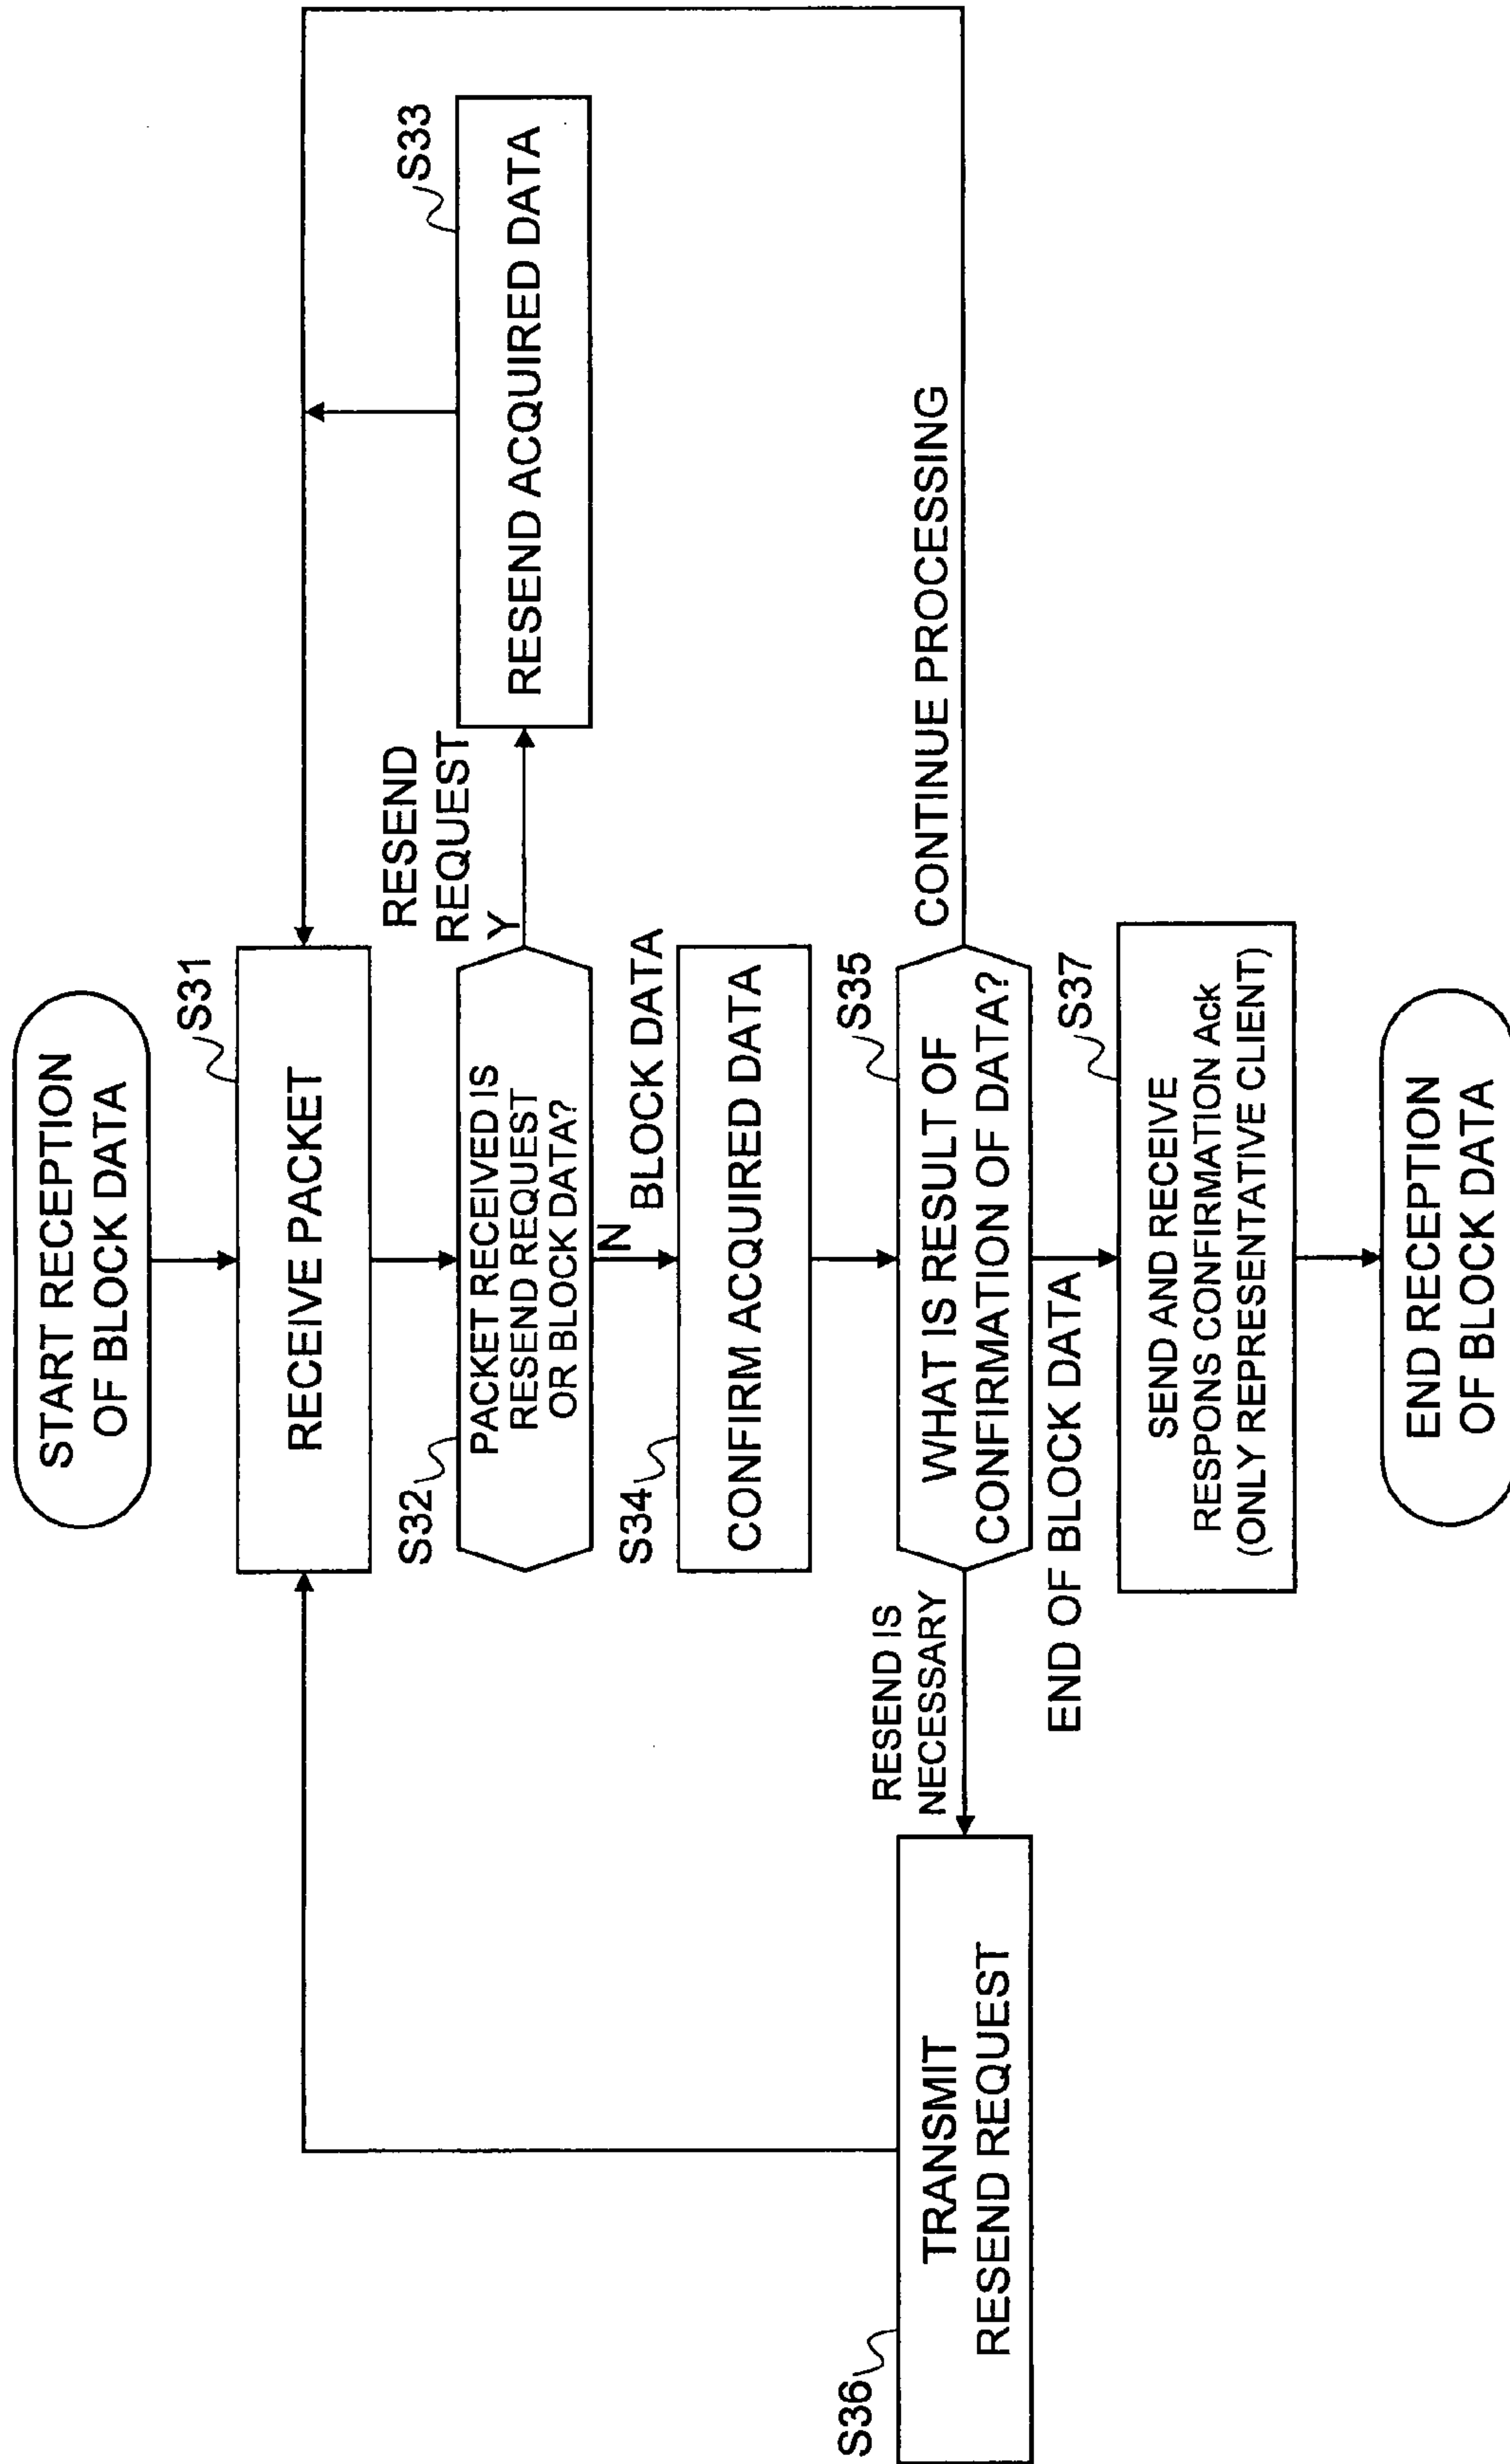 START RECEPTION
OF BLOCK DATA
S31
RECEIVE PACKET
S32
PACKET RECEIVED IS
RESEND REQUEST
OR BLOCK DATA?
RESEND
REQUEST
Y
S33
RESEND ACQUIRED DATA
N
BLOCK DATA
S34
CONFIRM ACQUIRED DATA
S35
WHAT IS RESULT OF
CONFIRMATION OF DATA?
CONTINUE PROCESSING
RESEND IS
NECESSARY
S36
TRANSMIT
RESEND REQUEST
END OF BLOCK DATA
S37
SEND AND RECEIVE
RESPONS CONFIRMATION Ack
(ONLY REPRESENTATIVE CLIENT)
END RECEPTION
OF BLOCK DATA